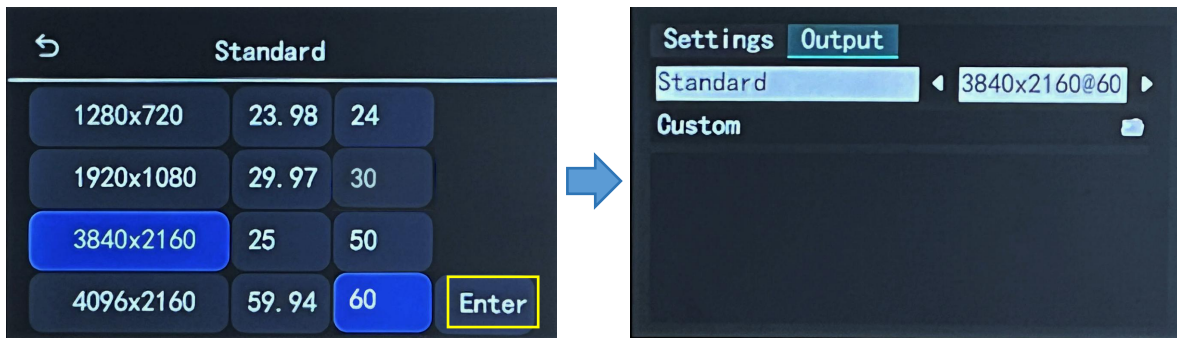 Standard
1280x720 23.98 24
1920x1080 29.97 30
3840x2160 25 50
4096x2160 59.94 60 Enter
Settings Output
Standard 3840x2160@60
Custom